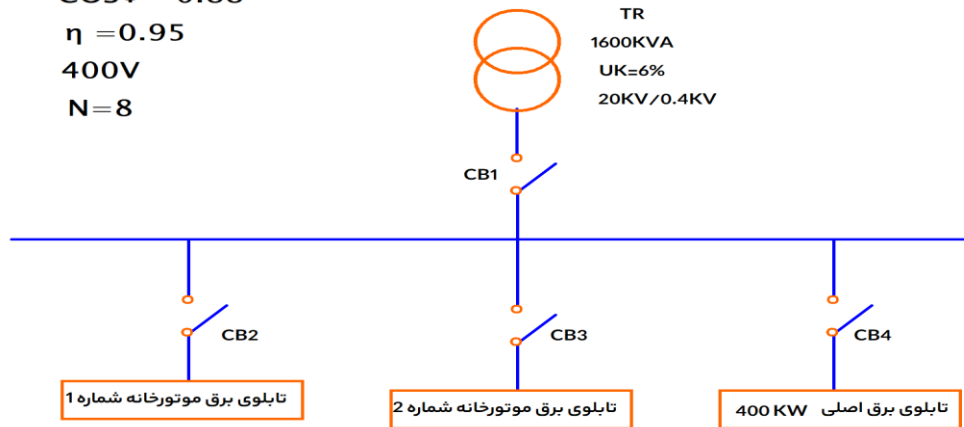 η =0.95
400V
N=8
TR
1600KVA
UK=6%
20KV/0.4KV
CB1
CB2
CB3
CB4
تابلوی برق موتورخانه شماره 1
تابلوی برق موتورخانه شماره 2
تابلوی برق اصلی 400 KW